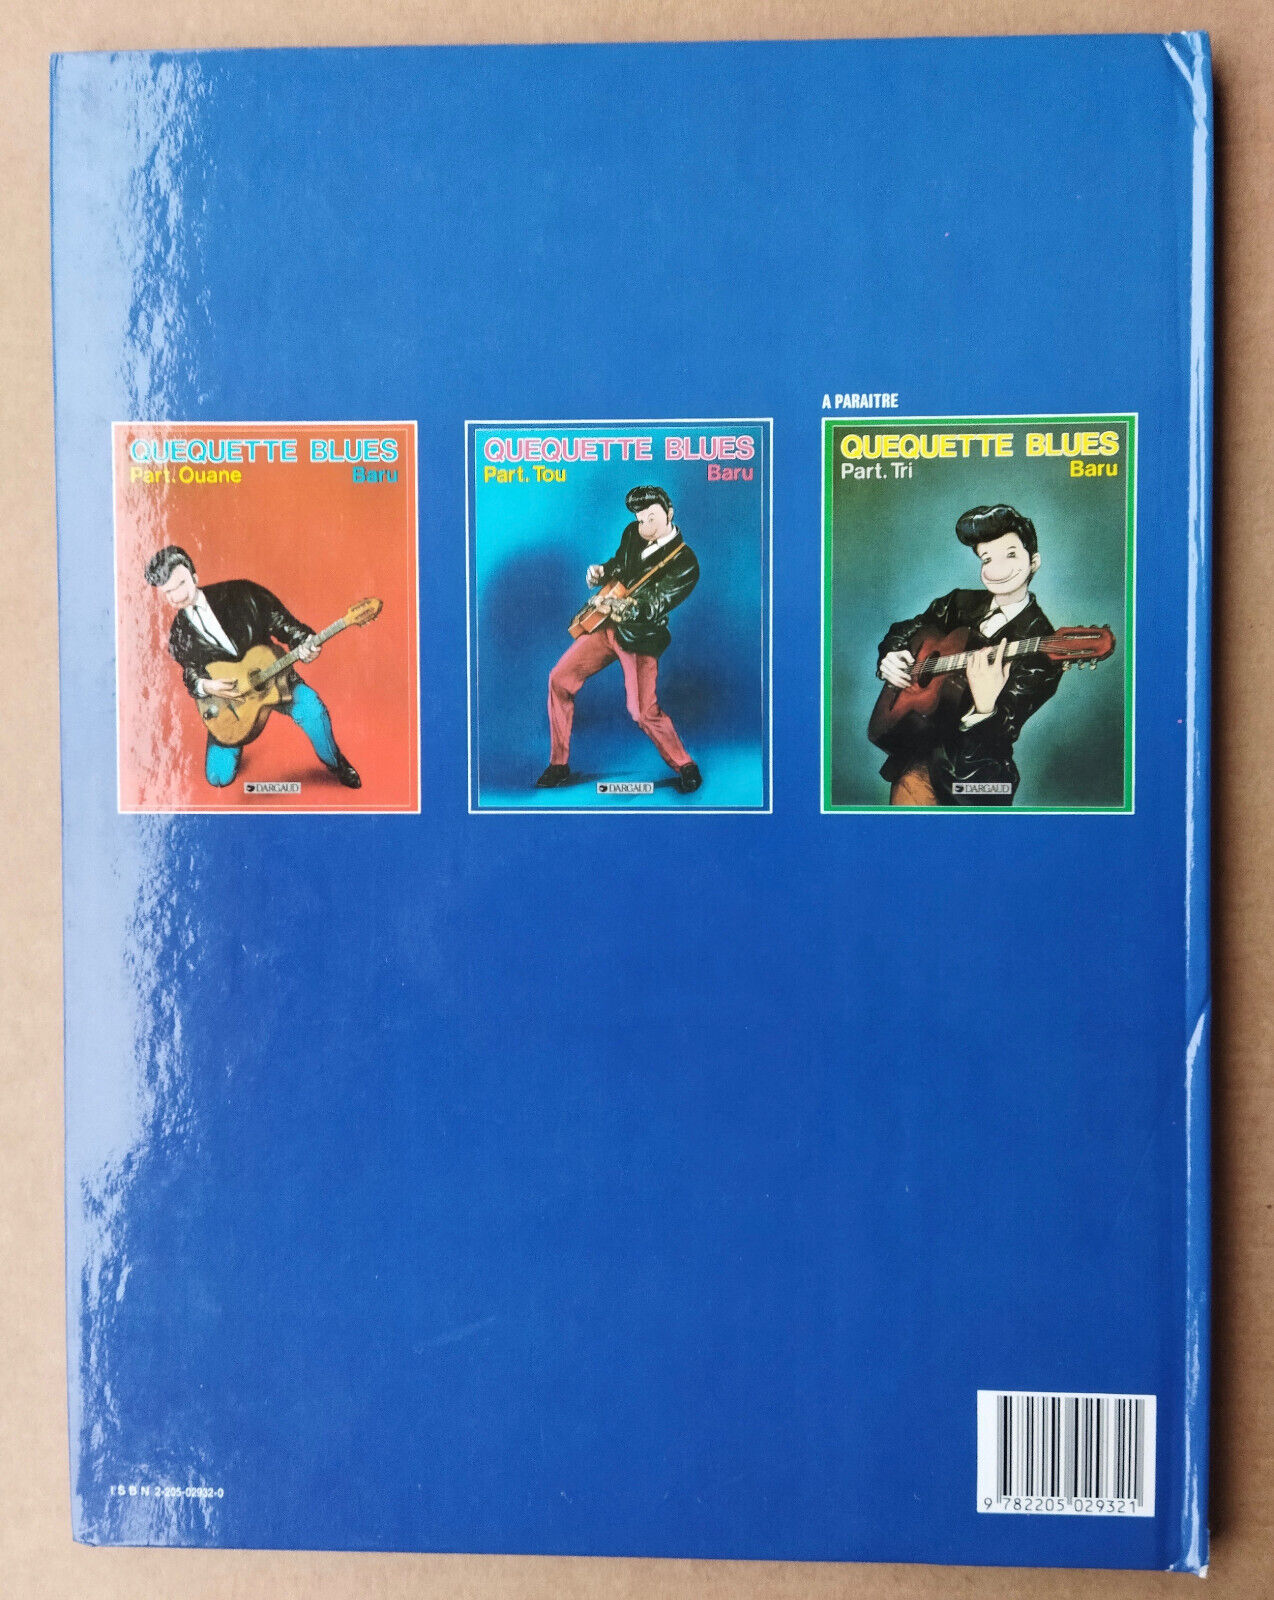 A PARAITRE
QUEQUETTE BLUES
Part. Ouane Baru
DARGAUD
QUEQUETTE BLUES
Part. Tou Baru
DARGAUD
QUEQUETTE BLUES
Part. Tri Baru
DARGAUD
ISBN 2-205-02932-0
9 782205 029321